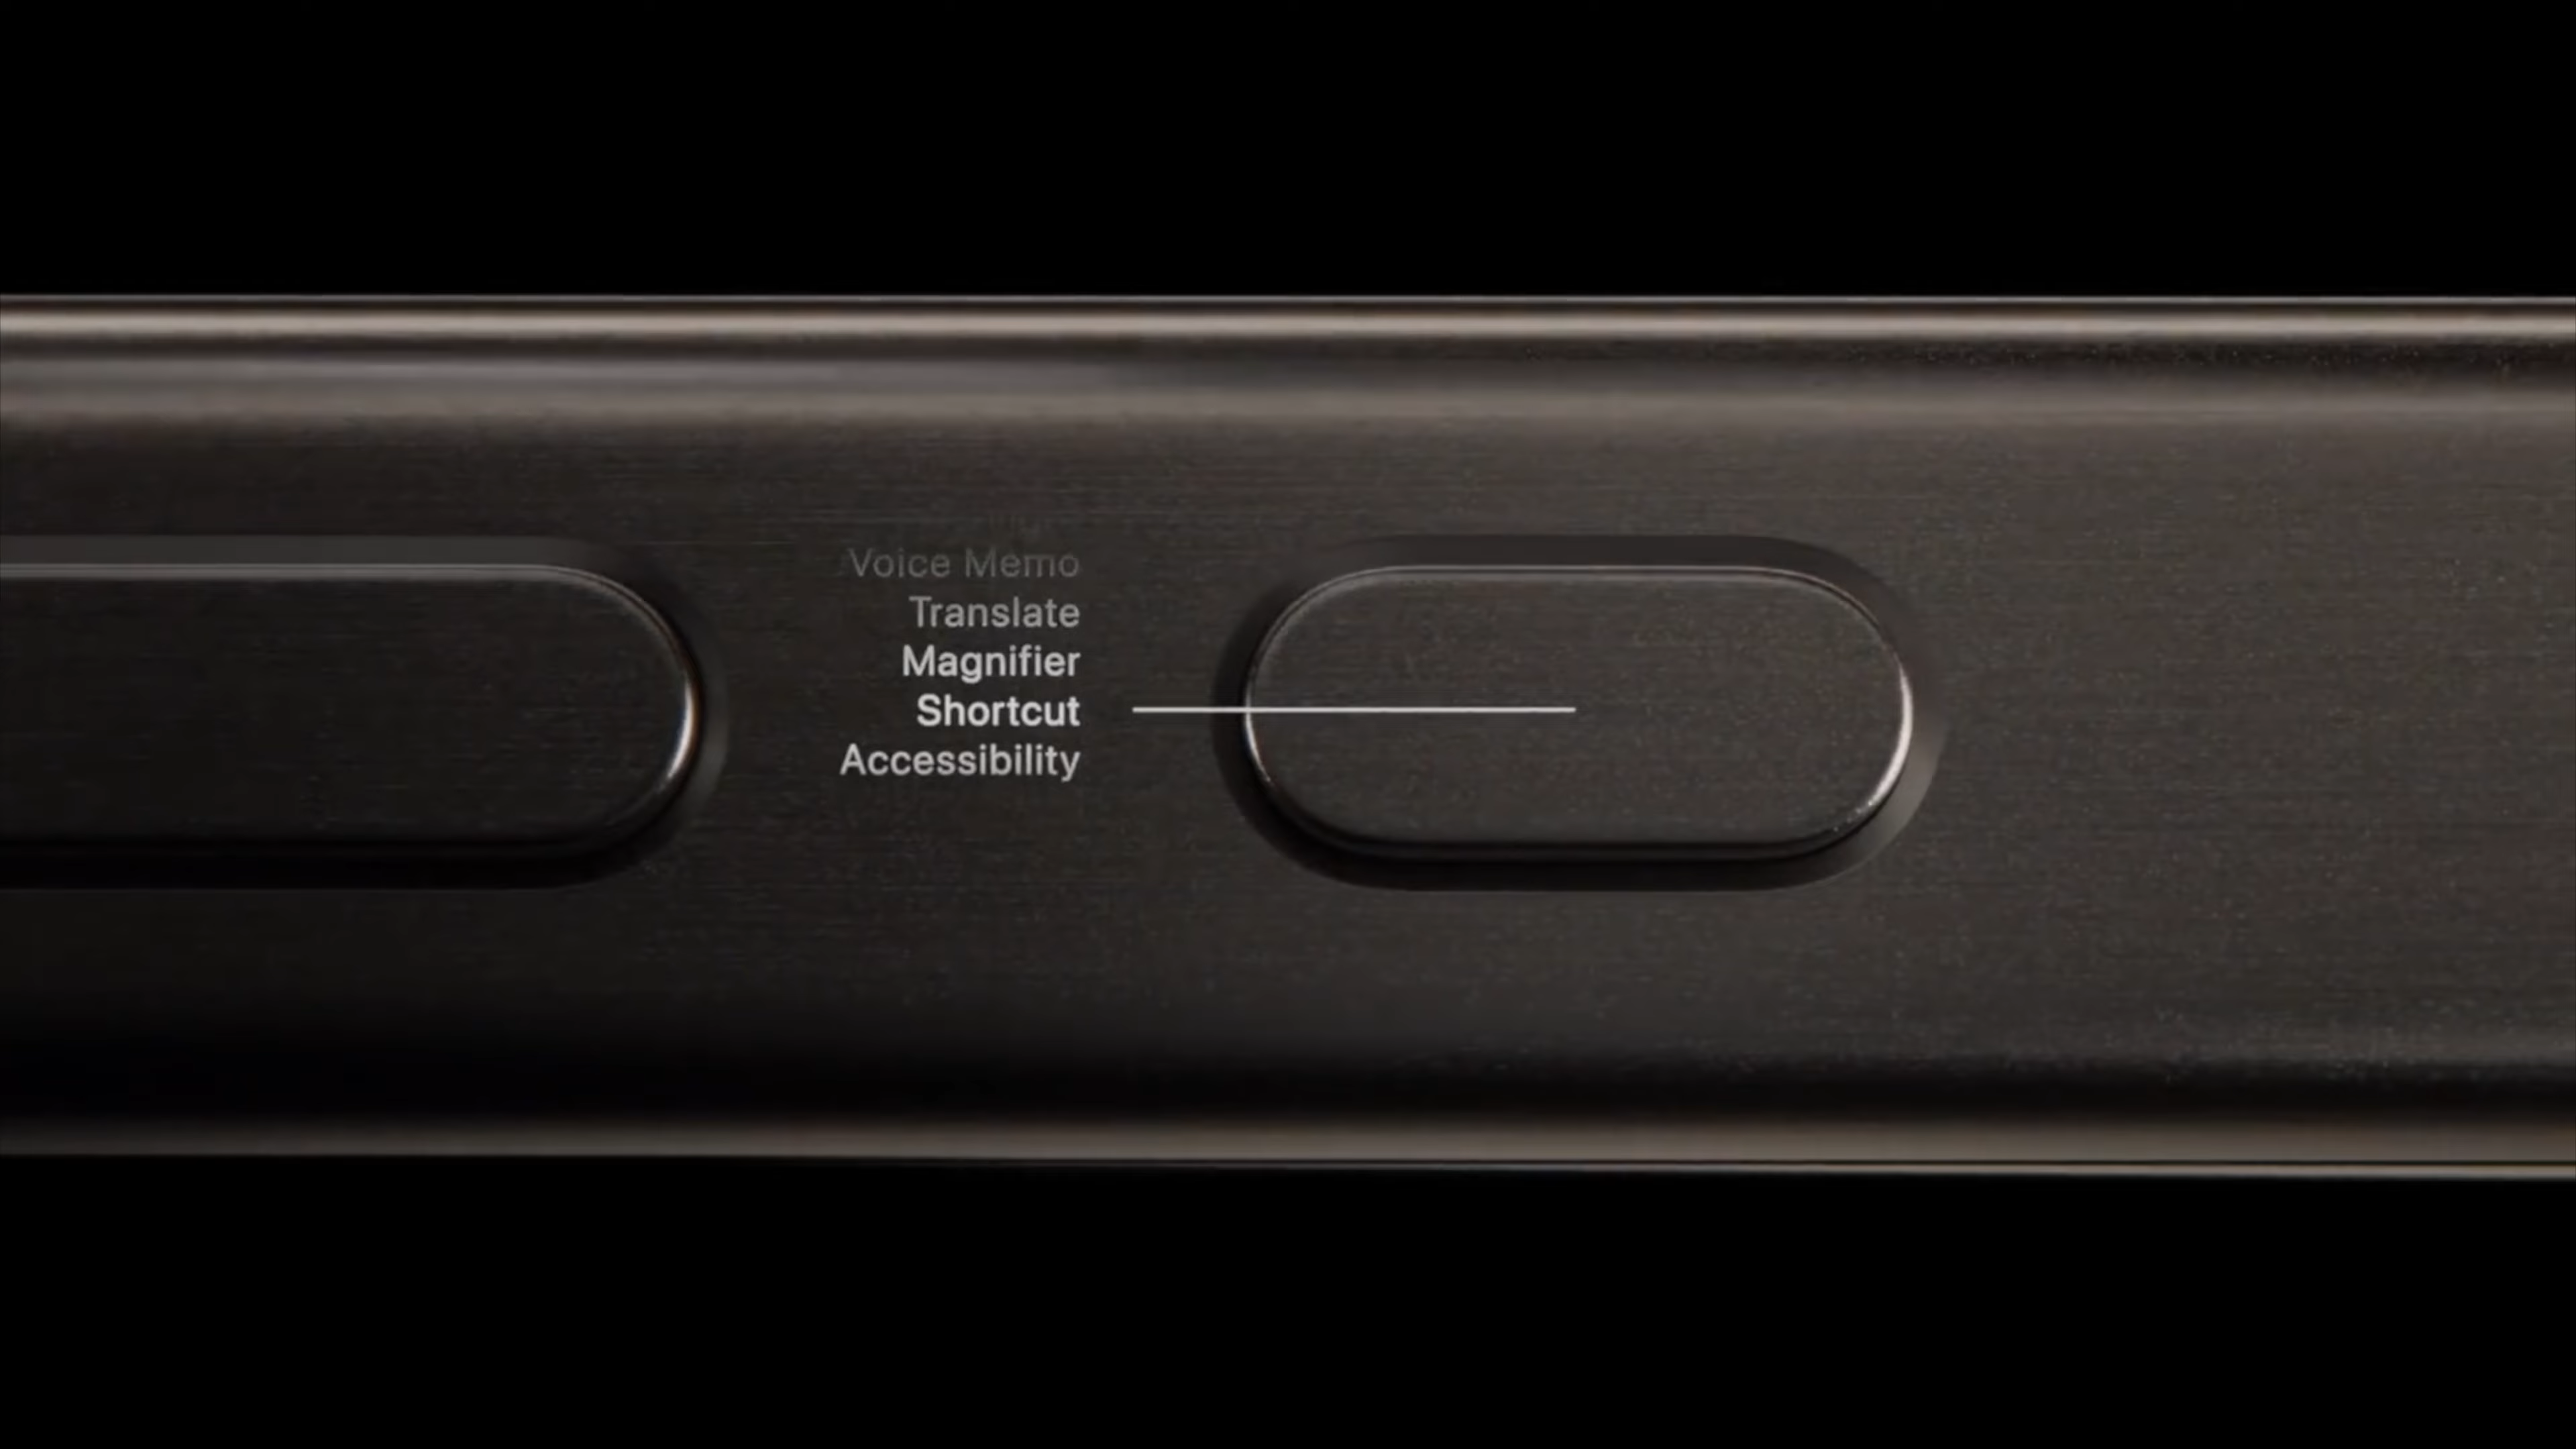 Voice Memo
Translate
Magnifier
Shortcut
Accessibility